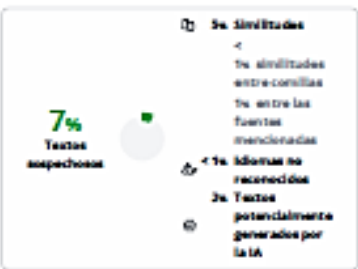 7%
Textos
sospechosos
5% Similitudes
<
1% similitudes
entre comillas
1% entre las
fuentes
mencionadas
< 1% Idiomas no
reconocidos
Textos
potencialmente
generados por
la IA